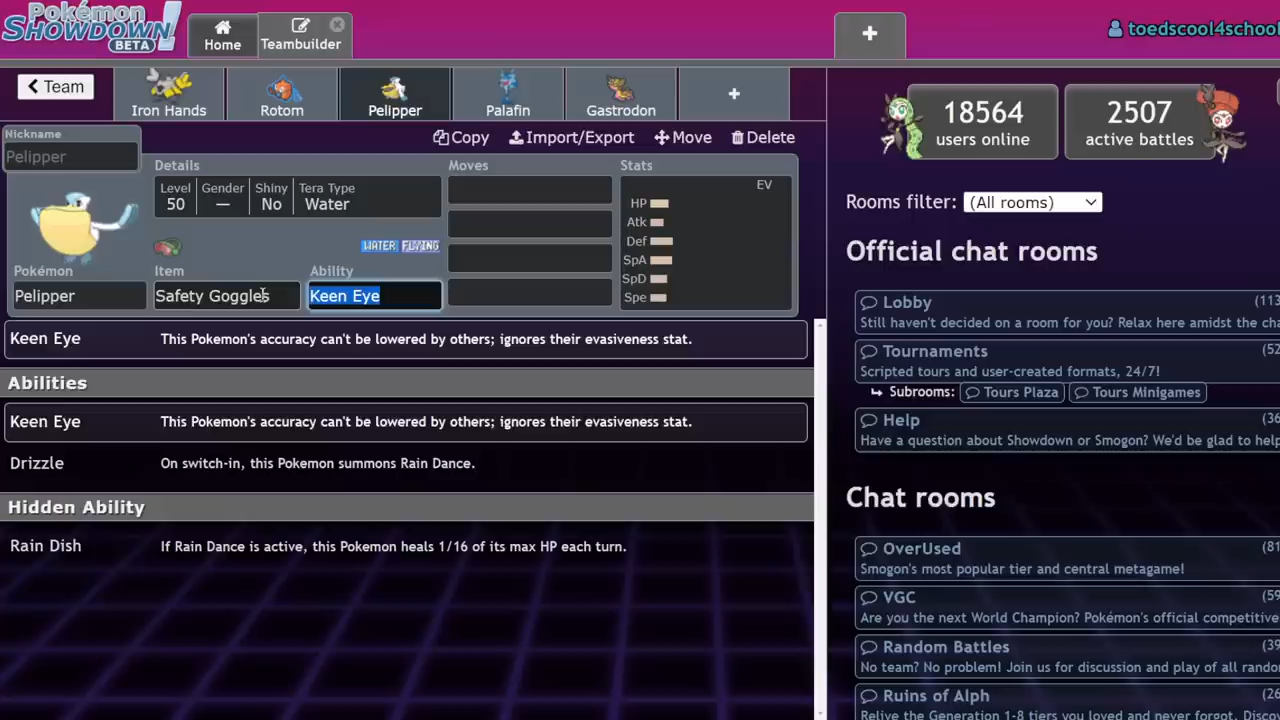 Pokémon
SHOWDOWN!
BETA
Home
Teambuilder
+
toedscool4school
Team
Iron Hands
Rotom
Pelipper
Palafin
Gastrodon
+
18564
users online
2507
active battles
Nickname
Pelipper
Copy
Import/Export
Move
Delete
Details
Moves
Stats
Level
50
Gender
—
Shiny
No
Tera Type
Water
EV
HP
Atk
Def
SpA
SpD
Spe
WATER FLYING
Pokémon
Pelipper
Item
Safety Goggles
Ability
Keen Eye
Keen Eye This Pokemon's accuracy can't be lowered by others; ignores their evasiveness stat.
Abilities
Keen Eye This Pokemon's accuracy can't be lowered by others; ignores their evasiveness stat.
Drizzle On switch-in, this Pokemon summons Rain Dance.
Hidden Ability
Rain Dish If Rain Dance is active, this Pokemon heals 1/16 of its max HP each turn.
Rooms filter: (All rooms)
Official chat rooms
Lobby (113
Still haven't decided on a room for you? Relax here amidst the cha
Tournaments (52
Scripted tours and user-created formats, 24/7!
Subrooms: Tours Plaza Tours Minigames
Help (36
Have a question about Showdown or Smogon? We'd be glad to help
Chat rooms
OverUsed (81
Smogon's most popular tier and central metagame!
VGC (59
Are you the next World Champion? Pokémon's official competitive
Random Battles (39
No team? No problem! Join us for discussion and play of all rando
Ruins of Alph (26
Relive the Generation 1-8 tiers you loved and never forgot. Disc